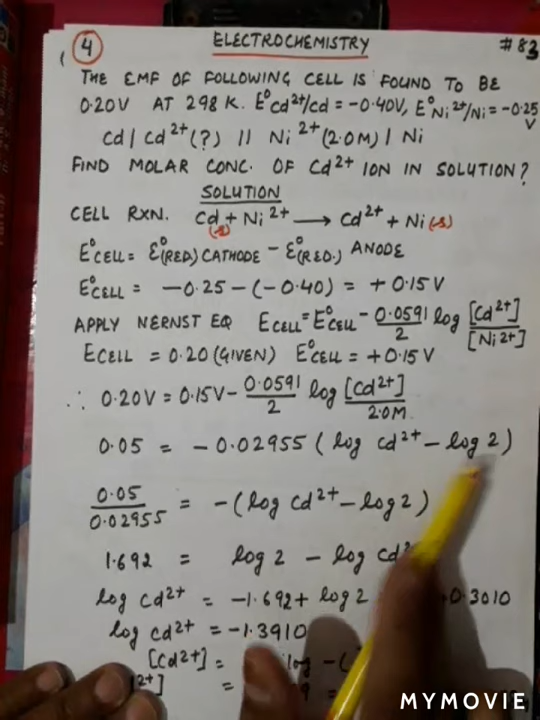 4 ELECTROCHEMISTRY #83
THE EMF OF FOLLOWING CELL IS FOUND TO BE
0.20V AT 298 K. E°Cd²⁺/Cd = -0.40V, E°Ni²⁺/Ni = -0.25 V
Cd | Cd²⁺(?) || Ni²⁺(2.0M) | Ni
FIND MOLAR CONC. OF Cd²⁺ ION IN SOLUTION?
SOLUTION
CELL RXN. Cd(s) + Ni²⁺ → Cd²⁺ + Ni(s)
E°CELL = E°(RED.) CATHODE - E°(RED.) ANODE
E°CELL = -0.25 - (-0.40) = +0.15V
APPLY NERNST EQ ECELL = E°CELL - 0.0591/2 log [Cd²⁺]/[Ni²⁺]
ECELL = 0.20 (GIVEN) E°CELL = +0.15V
∴ 0.20V = 0.15V - 0.0591/2 log [Cd²⁺]/2.0M
0.05 = -0.02955 (log Cd²⁺ - log 2)
0.05/0.02955 = -(log Cd²⁺ - log 2)
1.692 = log 2 - log Cd²
log Cd²⁺ = -1.692 + log 2 0.3010
log Cd²⁺ = -1.3910
[Cd²⁺] = log -(
²⁺] = 9 =
MYMOVIE